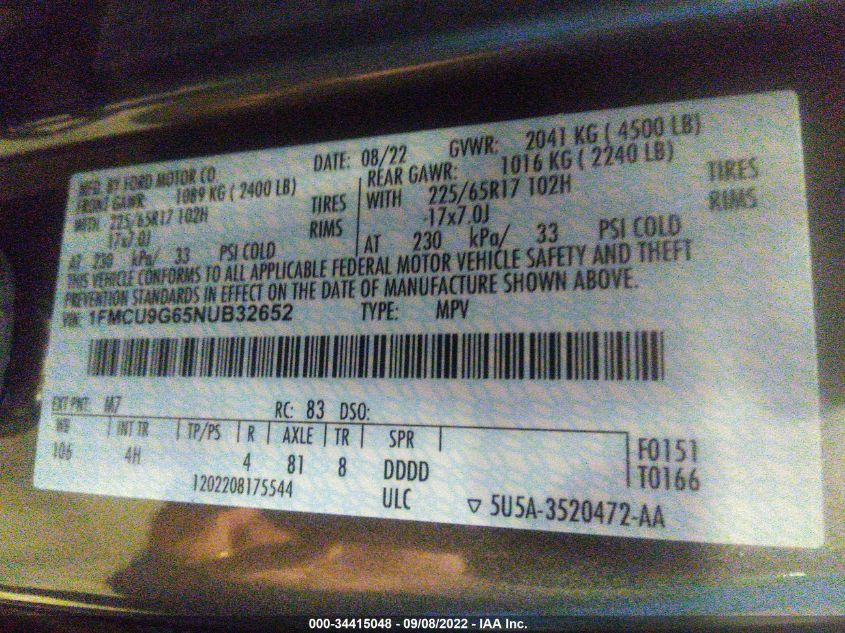 MFD. BY FORD MOTOR CO
DATE: 08/22 GVWR: 2041 KG ( 4500 LB)
FRONT GAWR: 1089 KG ( 2400 LB)
REAR GAWR: 1016 KG ( 2240 LB)
WITH 225/65R17 102H TIRES
WITH 225/65R17 102H TIRES
17x7.0J RIMS
17x7.0J RIMS
AT 230 kPa/ 33 PSI COLD
AT 230 kPa/ 33 PSI COLD
THIS VEHICLE CONFORMS TO ALL APPLICABLE FEDERAL MOTOR VEHICLE SAFETY AND THEFT
PREVENTION STANDARDS IN EFFECT ON THE DATE OF MANUFACTURE SHOWN ABOVE.
VIN: 1FMCU9G65NUB32652 TYPE: MPV
EXT PNT: M7 RC: 83 DSO:
WB INT TR TP/PS R AXLE TR SPR
106 4H 4 81 8 DDDD
F0151
T0166
1202208175544 ULC
▽ 5U5A-3520472-AA
000-34415048 - 09/08/2022 - IAA Inc.